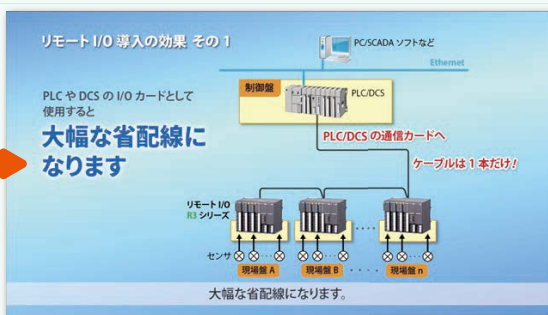 リモート I/O 導入の効果 その 1
PC/SCADA ソフトなど
Ethernet
制御盤
PLC/DCS
PLC や DCS の I/O カードとして
使用すると
大幅な省配線に
なります
PLC/DCS の通信カードへ
ケーブルは 1 本だけ!
リモート I/O
R3 シリーズ
センサ
現場盤 A
現場盤 B
現場盤 n
大幅な省配線になります。